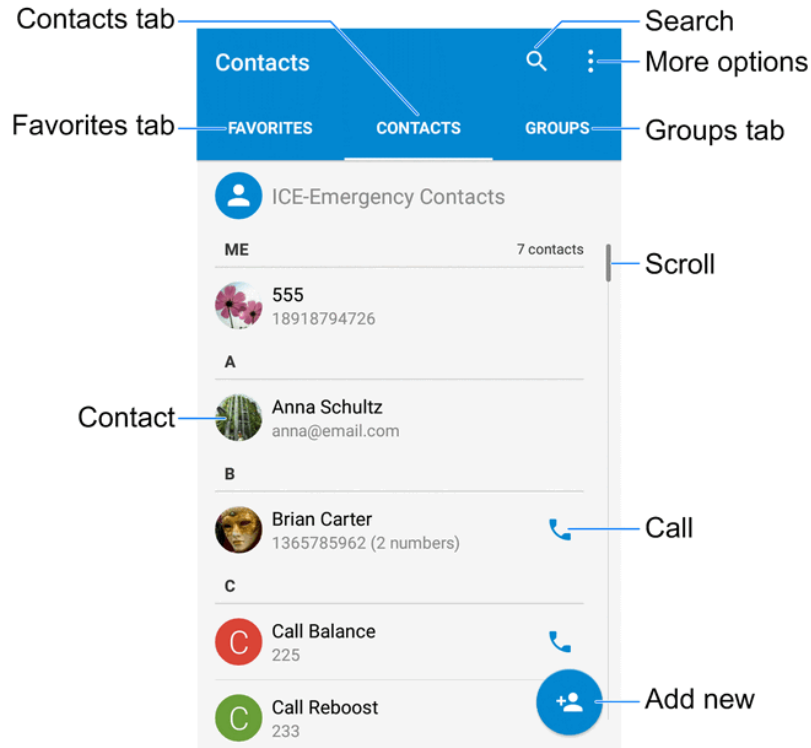 Contacts tab
Search
Contacts
More options
Favorites tab
FAVORITES CONTACTS GROUPS
Groups tab
ICE-Emergency Contacts
ME 7 contacts
Scroll
555
18918794726
A
Contact
Anna Schultz
anna@email.com
B
Brian Carter
1365785962 (2 numbers)
Call
C
C
Call Balance
225
C
Call Reboost
233
Add new